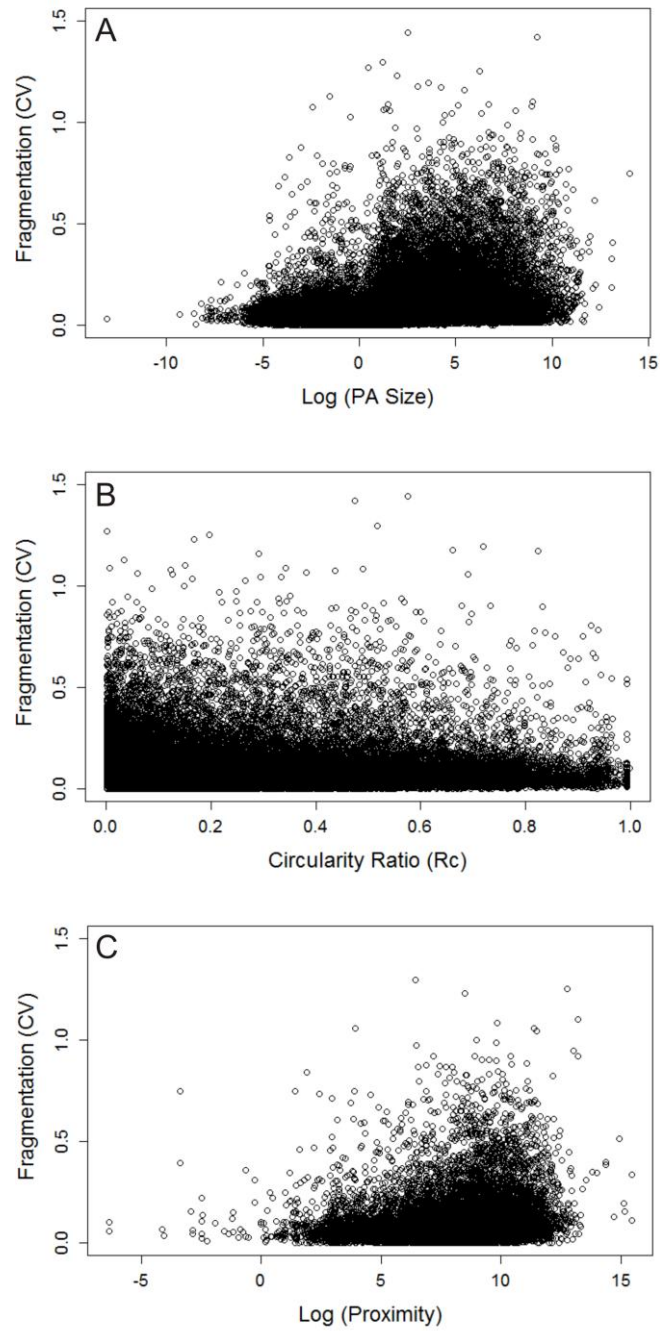 A
Fragmentation (CV)
1.5
1.0
0.5
0.0
-10 -5 0 5 10 15
Log (PA Size)
B
Fragmentation (CV)
1.5
1.0
0.5
0.0
0.0 0.2 0.4 0.6 0.8 1.0
Circularity Ratio (Rc)
C
Fragmentation (CV)
1.5
1.0
0.5
0.0
-5 0 5 10 15
Log (Proximity)